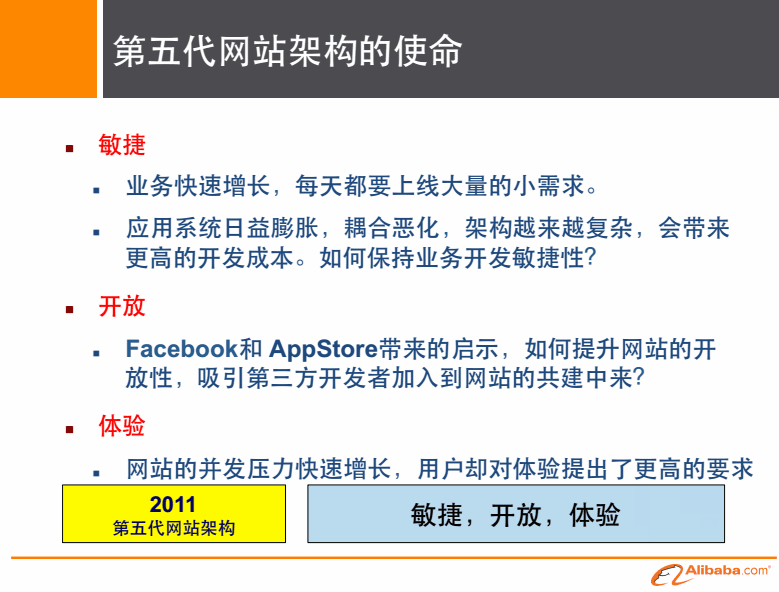 第五代网站架构的使命
敏捷
业务快速增长，每天都要上线大量的小需求。
应用系统日益膨胀，耦合恶化，架构越来越复杂，会带来
更高的开发成本。如何保持业务开发敏捷性?
开放
Facebook和 AppStore带来的启示，如何提升网站的开
放性，吸引第三方开发者加入到网站的共建中来?
体验
网站的并发压力快速增长，用户却对体验提出了更高的要求
2011
第五代网站架构
敏捷，开放，体验
Alibaba.com